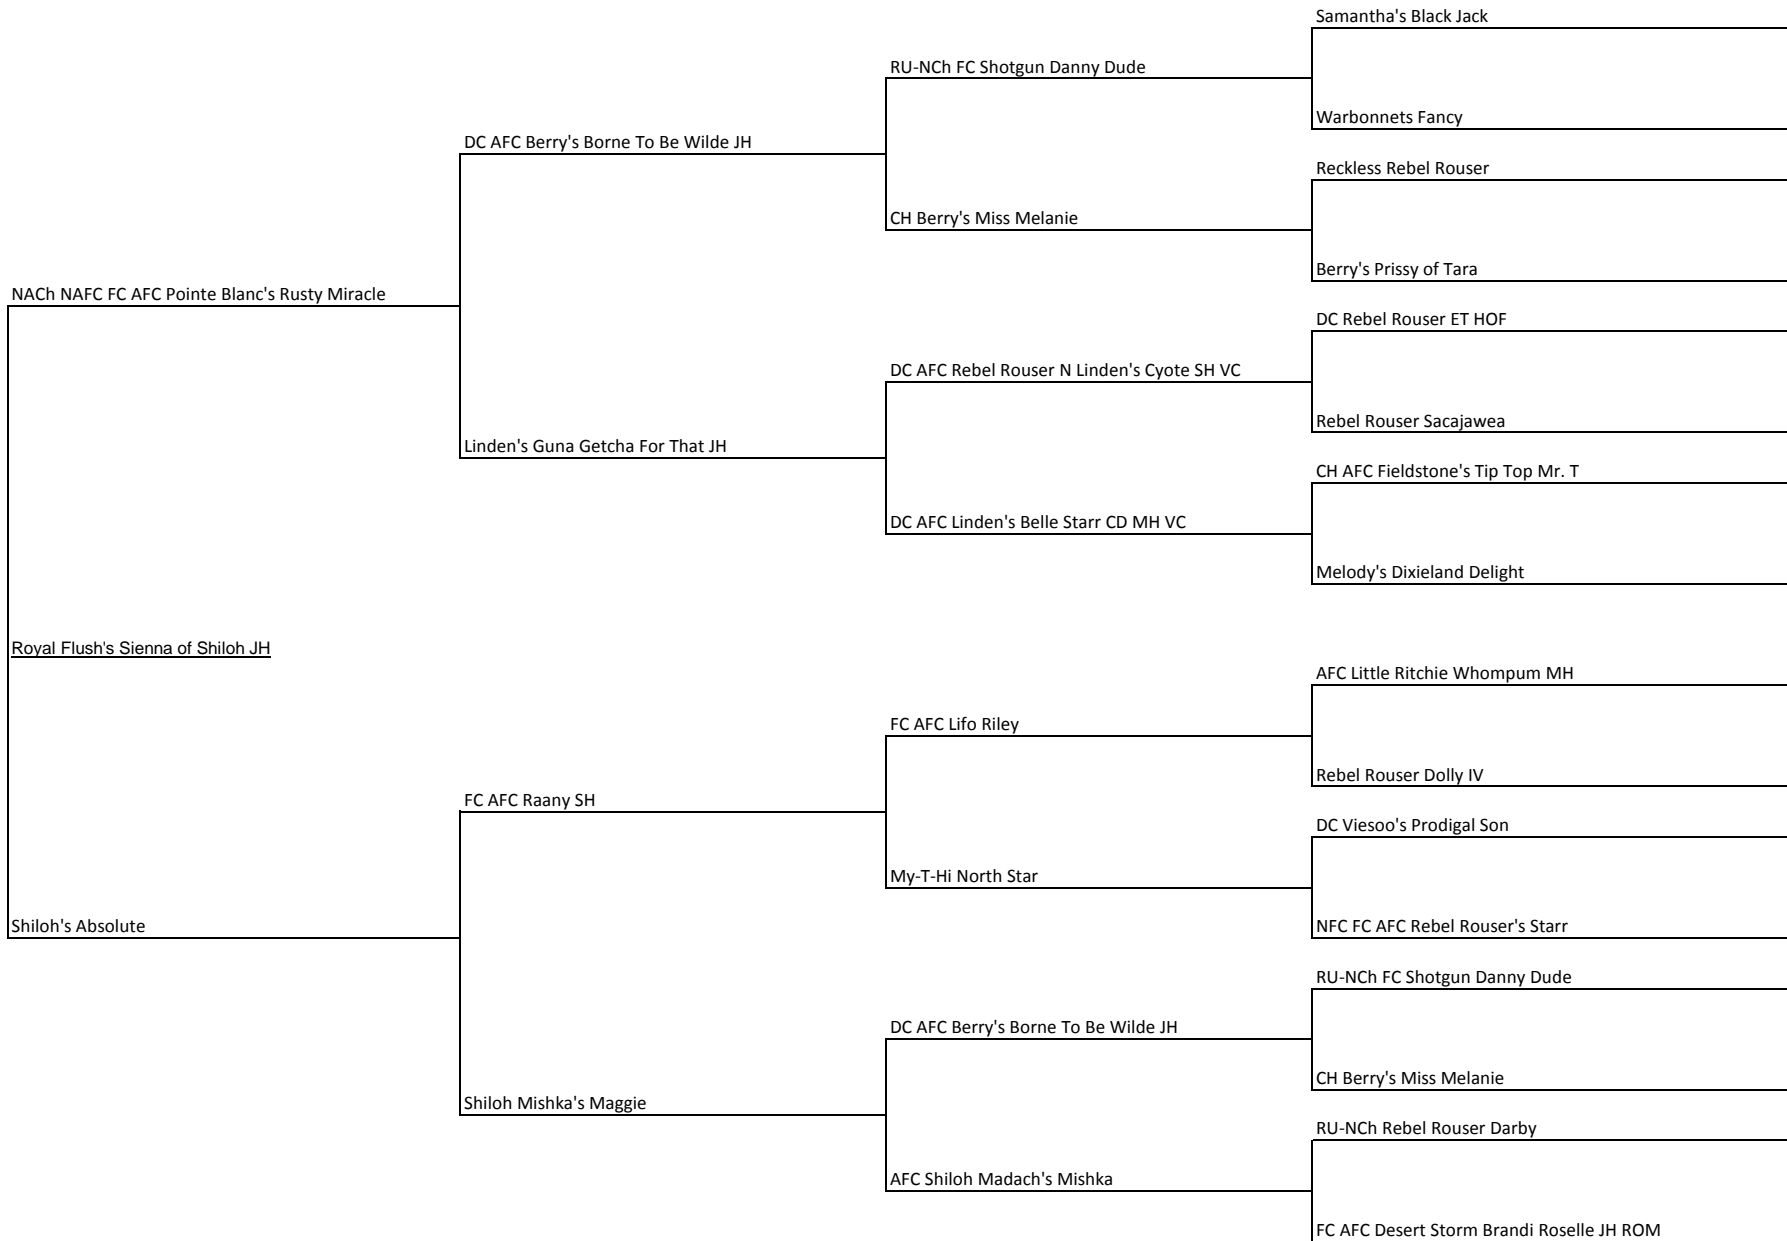 Samantha's Black Jack
RU-NCh FC Shotgun Danny Dude
Warbonnets Fancy
DC AFC Berry's Borne To Be Wilde JH
Reckless Rebel Rouser
CH Berry's Miss Melanie
Berry's Prissy of Tara
NACh NAFC FC AFC Pointe Blanc's Rusty Miracle
DC Rebel Rouser ET HOF
DC AFC Rebel Rouser N Linden's Cyote SH VC
Rebel Rouser Sacajawea
Linden's Guna Getcha For That JH
CH AFC Fieldstone's Tip Top Mr. T
DC AFC Linden's Belle Starr CD MH VC
Melody's Dixieland Delight
Royal Flush's Sienna of Shiloh JH
AFC Little Ritchie Whompum MH
FC AFC Lifo Riley
Rebel Rouser Dolly IV
FC AFC Raany SH
DC Viesoo's Prodigal Son
My-T-Hi North Star
NFC FC AFC Rebel Rouser's Starr
Shiloh's Absolute
RU-NCh FC Shotgun Danny Dude
DC AFC Berry's Borne To Be Wilde JH
CH Berry's Miss Melanie
Shiloh Mishka's Maggie
RU-NCh Rebel Rouser Darby
AFC Shiloh Madach's Mishka
FC AFC Desert Storm Brandi Roselle JH ROM